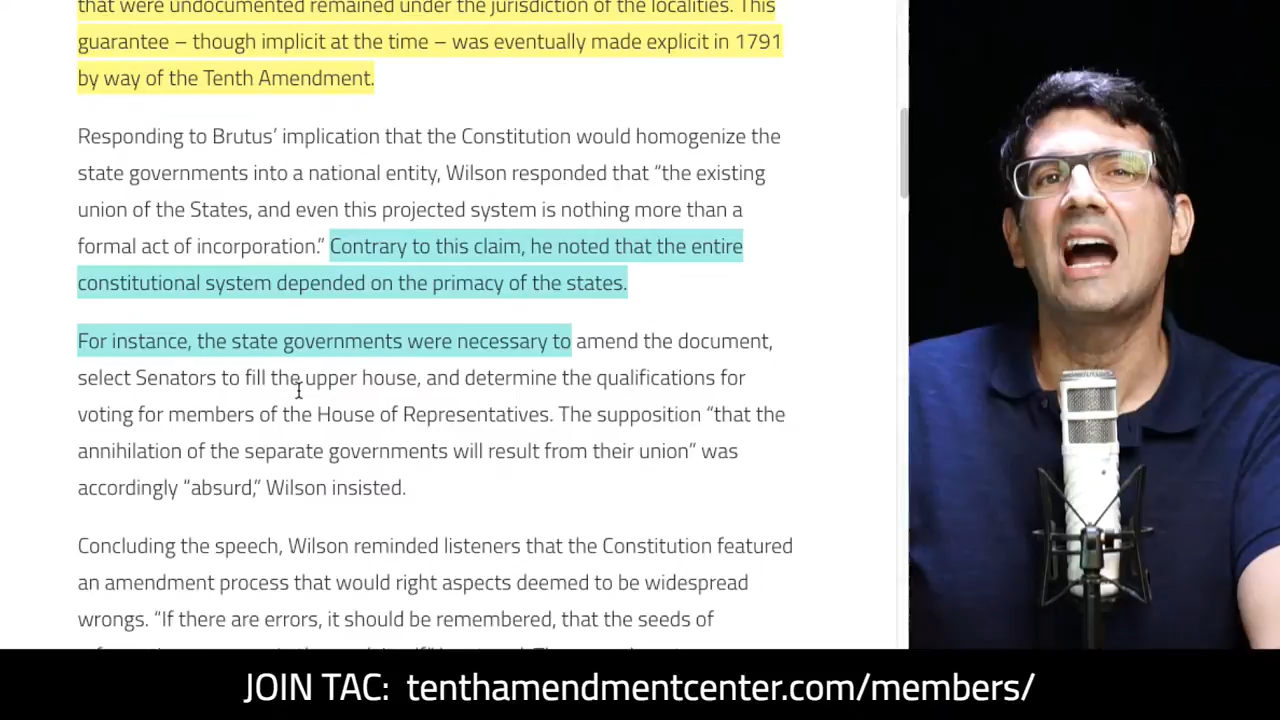 that were undocumented remained under the jurisdiction of the localities. This
guarantee – though implicit at the time – was eventually made explicit in 1791
by way of the Tenth Amendment.
Responding to Brutus’ implication that the Constitution would homogenize the
state governments into a national entity, Wilson responded that “the existing
union of the States, and even this projected system is nothing more than a
formal act of incorporation.” Contrary to this claim, he noted that the entire
constitutional system depended on the primacy of the states.
For instance, the state governments were necessary to amend the document,
select Senators to fill the upper house, and determine the qualifications for
voting for members of the House of Representatives. The supposition “that the
annihilation of the separate governments will result from their union” was
accordingly “absurd,” Wilson insisted.
Concluding the speech, Wilson reminded listeners that the Constitution featured
an amendment process that would right aspects deemed to be widespread
wrongs. “If there are errors, it should be remembered, that the seeds of
JOIN TAC: tenthamendmentcenter.com/members/